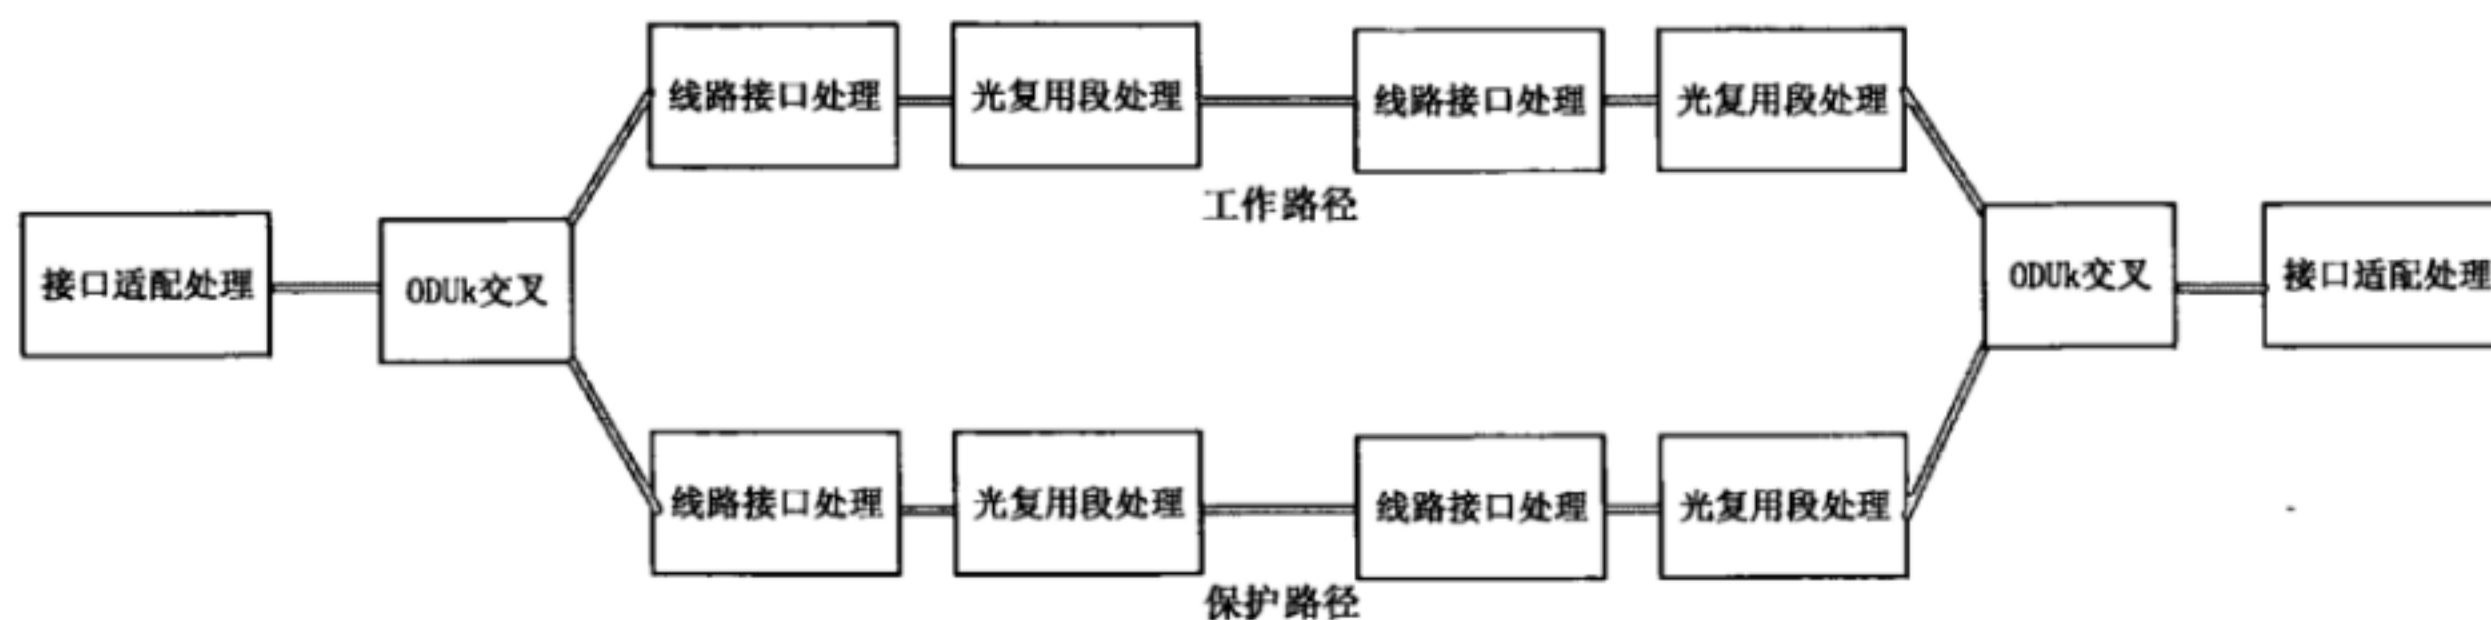 线路接口处理
光复用段处理
线路接口处理
光复用段处理
工作路径
接口适配处理
ODUk交叉
ODUk交叉
接口适配处理
线路接口处理
光复用段处理
线路接口处理
光复用段处理
保护路径